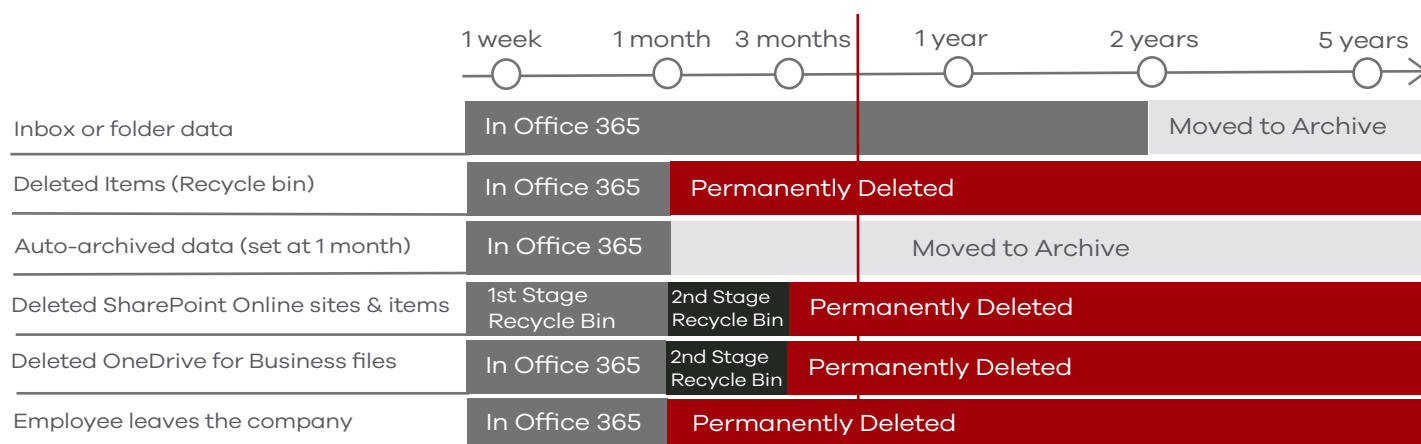 1 week 1 month 3 months 1 year 2 years 5 years
Inbox or folder data In Office 365 Moved to Archive
Deleted Items (Recycle bin) In Office 365 Permanently Deleted
Auto-archived data (set at 1 month) In Office 365 Moved to Archive
Deleted SharePoint Online sites & items 1st Stage Recycle Bin 2nd Stage Recycle Bin Permanently Deleted
Deleted OneDrive for Business files In Office 365 2nd Stage Recycle Bin Permanently Deleted
Employee leaves the company In Office 365 Permanently Deleted